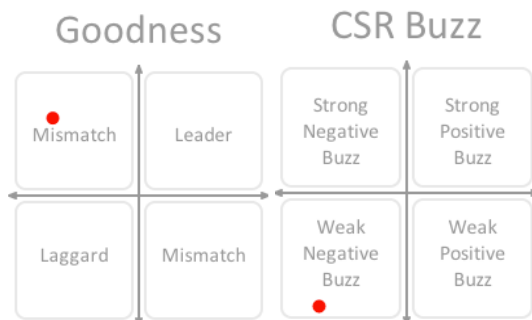 Goodness
Mismatch
Leader
Laggard
Mismatch
CSR Buzz
Strong
Negative
Buzz
Strong
Positive
Buzz
Weak
Negative
Buzz
Weak
Positive
Buzz